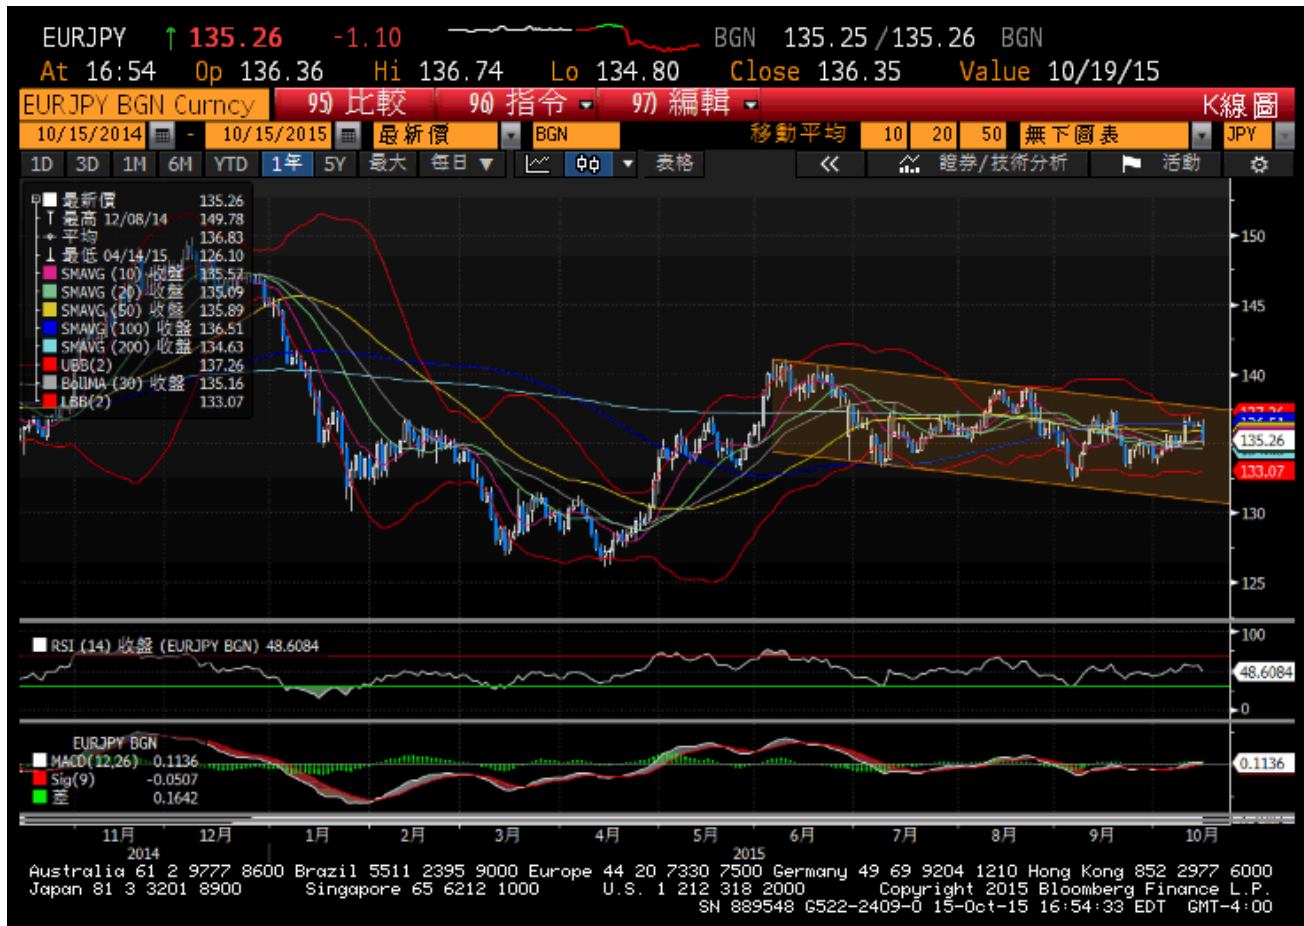 EURJPY ↑ 135.26 -1.10 BGN 135.25/135.26 BGN
At 16:54 Op 136.36 Hi 136.74 Lo 134.80 Close 136.35 Value 10/19/15
EURJPY BGN Curncy 95) 比較 96) 指令 97) 編輯 K線圖
10/15/2014 - 10/15/2015 最新價 BGN 移動平均 10 20 50 無下圖表 JPY
1D 3D 1M 6M YTD 1年 5Y 最大 每日 ▼ 表格 « 證券/技術分析 活動
最新價 135.26
最高 12/08/14 149.78
平均 136.83
最低 04/14/15 126.10
SMAVG (10) 收盤 135.57
SMAVG (20) 收盤 135.09
SMAVG (50) 收盤 135.89
SMAVG (100) 收盤 136.51
SMAVG (200) 收盤 134.63
UBB(2) 137.26
BollMA (30) 收盤 135.16
LBB(2) 133.07
150
145
140
137.26
136.51
135.26
133.07
130
125
RSI (14) 收盤 (EURJPY BGN) 48.6084
100
48.6084
0
EURJPY BGN
MACD(12,26) 0.1136
Sig(9) -0.0507
差 0.1642
0.1136
11月 12月 1月 2月 3月 4月 5月 6月 7月 8月 9月 10月
2014 2015
Australia 61 2 9777 8600 Brazil 5511 2395 9000 Europe 44 20 7330 7500 Germany 49 69 9204 1210 Hong Kong 852 2977 6000
Japan 81 3 3201 8900 Singapore 65 6212 1000 U.S. 1 212 318 2000 Copyright 2015 Bloomberg Finance L.P.
SN 889548 G522-2409-0 15-Oct-15 16:54:33 EDT GMT-4:00